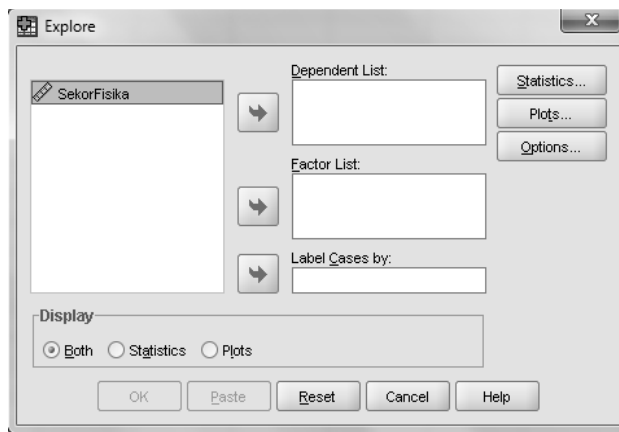 Explore
SekorFisika
Dependent List:
Factor List:
Label Cases by:
Statistics...
Plots...
Options...
Display
Both Statistics Plots
OK Paste Reset Cancel Help